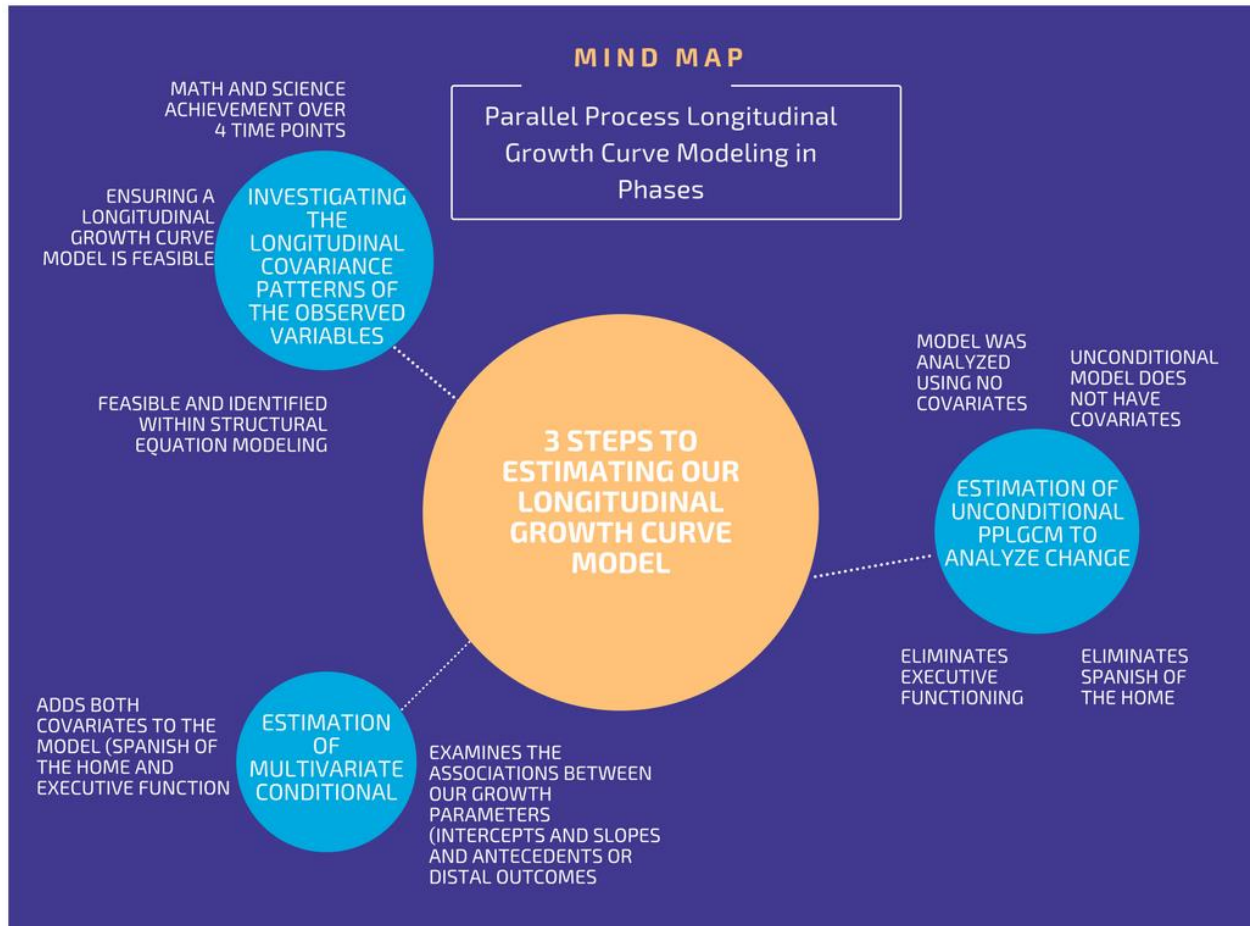 MIND MAP
Parallel Process Longitudinal
Growth Curve Modeling in
Phases
MATH AND SCIENCE
ACHIEVEMENT OVER
4 TIME POINTS
ENSURING A
LONGITUDINAL
GROWTH CURVE
MODEL IS FEASIBLE
INVESTIGATING
THE
LONGITUDINAL
COVARIANCE
PATTERNS OF
THE OBSERVED
VARIABLES
FEASIBLE AND IDENTIFIED
WITHIN STRUCTURAL
EQUATION MODELING
3 STEPS TO
ESTIMATING OUR
LONGITUDINAL
GROWTH CURVE
MODEL
MODEL WAS
ANALYZED
USING NO
COVARIATES
UNCONDITIONAL
MODEL DOES
NOT HAVE
COVARIATES
ESTIMATION OF
UNCONDITIONAL
PPLGCM TO
ANALYZE CHANGE
ELIMINATES
EXECUTIVE
FUNCTIONING
ELIMINATES
SPANISH OF
THE HOME
ADDS BOTH
COVARIATES TO THE
MODEL (SPANISH OF
THE HOME AND
EXECUTIVE FUNCTION
ESTIMATION
OF
MULTIVARIATE
CONDITIONAL
EXAMINES THE
ASSOCIATIONS BETWEEN
OUR GROWTH
PARAMETERS
(INTERCEPTS AND SLOPES
AND ANTECEDENTS OR
DISTAL OUTCOMES